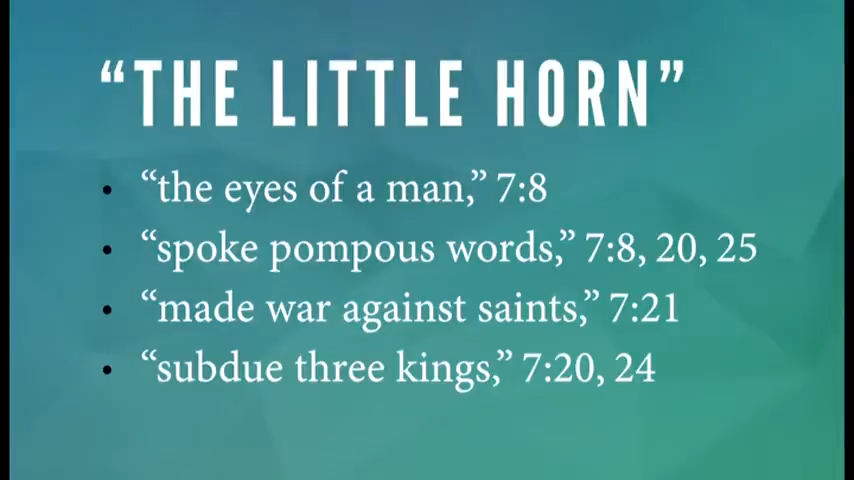 “THE LITTLE HORN”
• “the eyes of a man,” 7:8
• “spoke pompous words,” 7:8, 20, 25
• “made war against saints,” 7:21
• “subdue three kings,” 7:20, 24